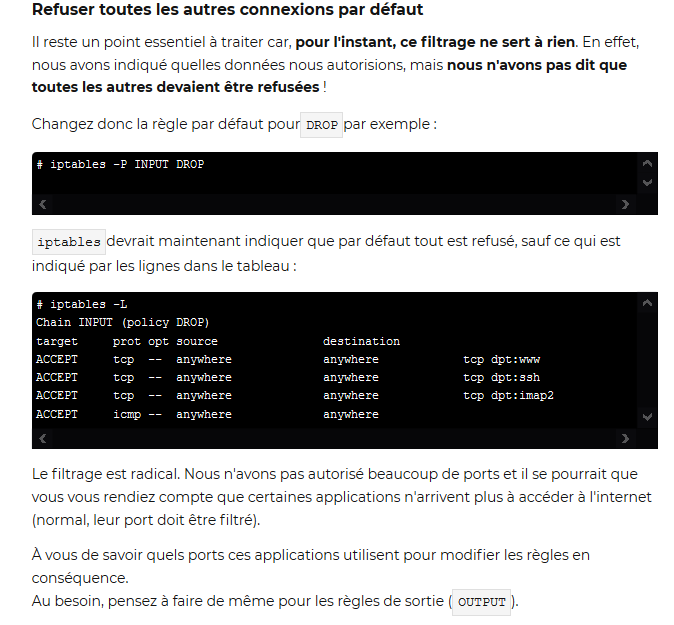 Refuser toutes les autres connexions par défaut
Il reste un point essentiel à traiter car, pour l'instant, ce filtrage ne sert à rien. En effet,
nous avons indiqué quelles données nous autorisions, mais nous n'avons pas dit que
toutes les autres devaient être refusées !
Changez donc la règle par défaut pour DROP par exemple :
# iptables -P INPUT DROP
iptables devrait maintenant indiquer que par défaut tout est refusé, sauf ce qui est
indiqué par les lignes dans le tableau :
# iptables -L
Chain INPUT (policy DROP)
target     prot opt source               destination
ACCEPT     tcp  --  anywhere             anywhere            tcp dpt:www
ACCEPT     tcp  --  anywhere             anywhere            tcp dpt:ssh
ACCEPT     tcp  --  anywhere             anywhere            tcp dpt:imap2
ACCEPT     icmp --  anywhere             anywhere
Le filtrage est radical. Nous n'avons pas autorisé beaucoup de ports et il se pourrait que
vous vous rendiez compte que certaines applications n'arrivent plus à accéder à l'internet
(normal, leur port doit être filtré).
À vous de savoir quels ports ces applications utilisent pour modifier les règles en
conséquence.
Au besoin, pensez à faire de même pour les règles de sortie ( OUTPUT ).